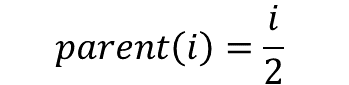 parent(i) = i/2